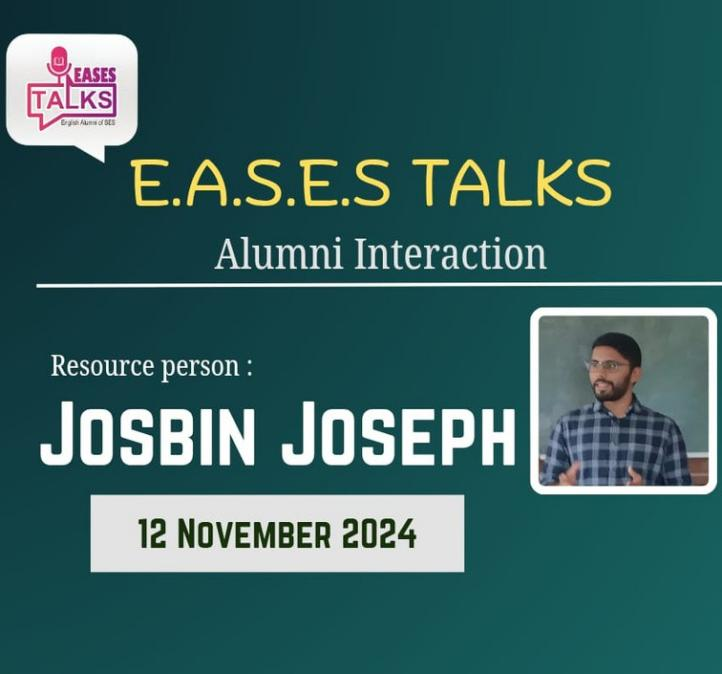 EASES
TALKS
English Alumni of SES
E.A.S.E.S TALKS
Alumni Interaction
Resource person :
JOSBIN JOSEPH
12 NOVEMBER 2024